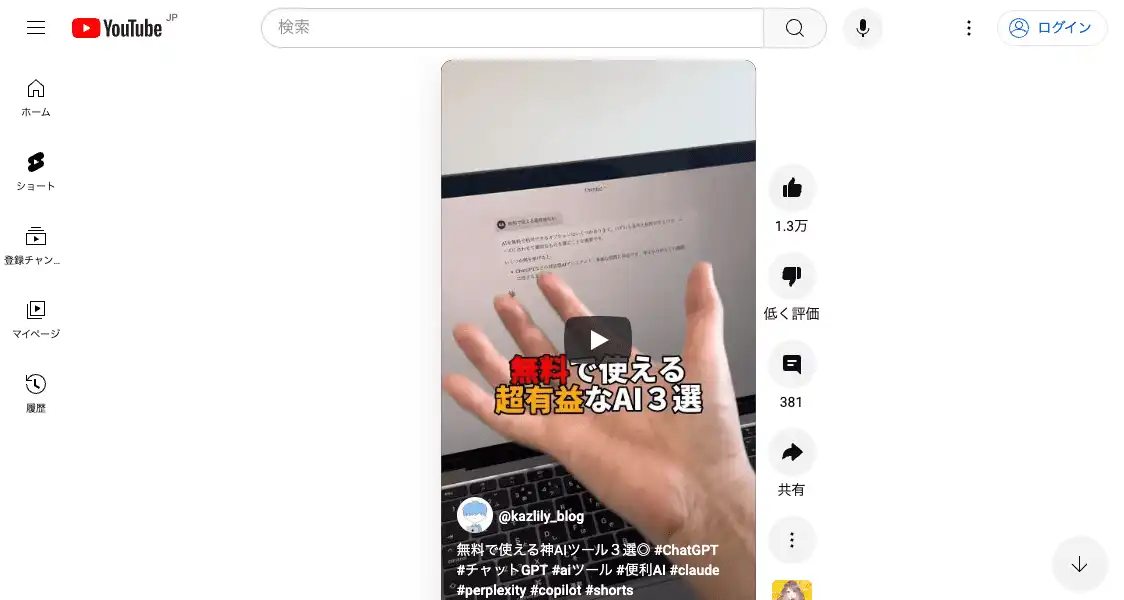 YouTube JP
検索
ログイン
ホーム
ショート
登録チャン...
マイページ
履歴
無料で使える
超有益なAI３選
@kazlily_blog
無料で使える神AIツール３選◎ #ChatGPT
#チャットGPT #aiツール #便利AI #claude
#perplexity #copilot #shorts
1.3万
低く評価
381
共有